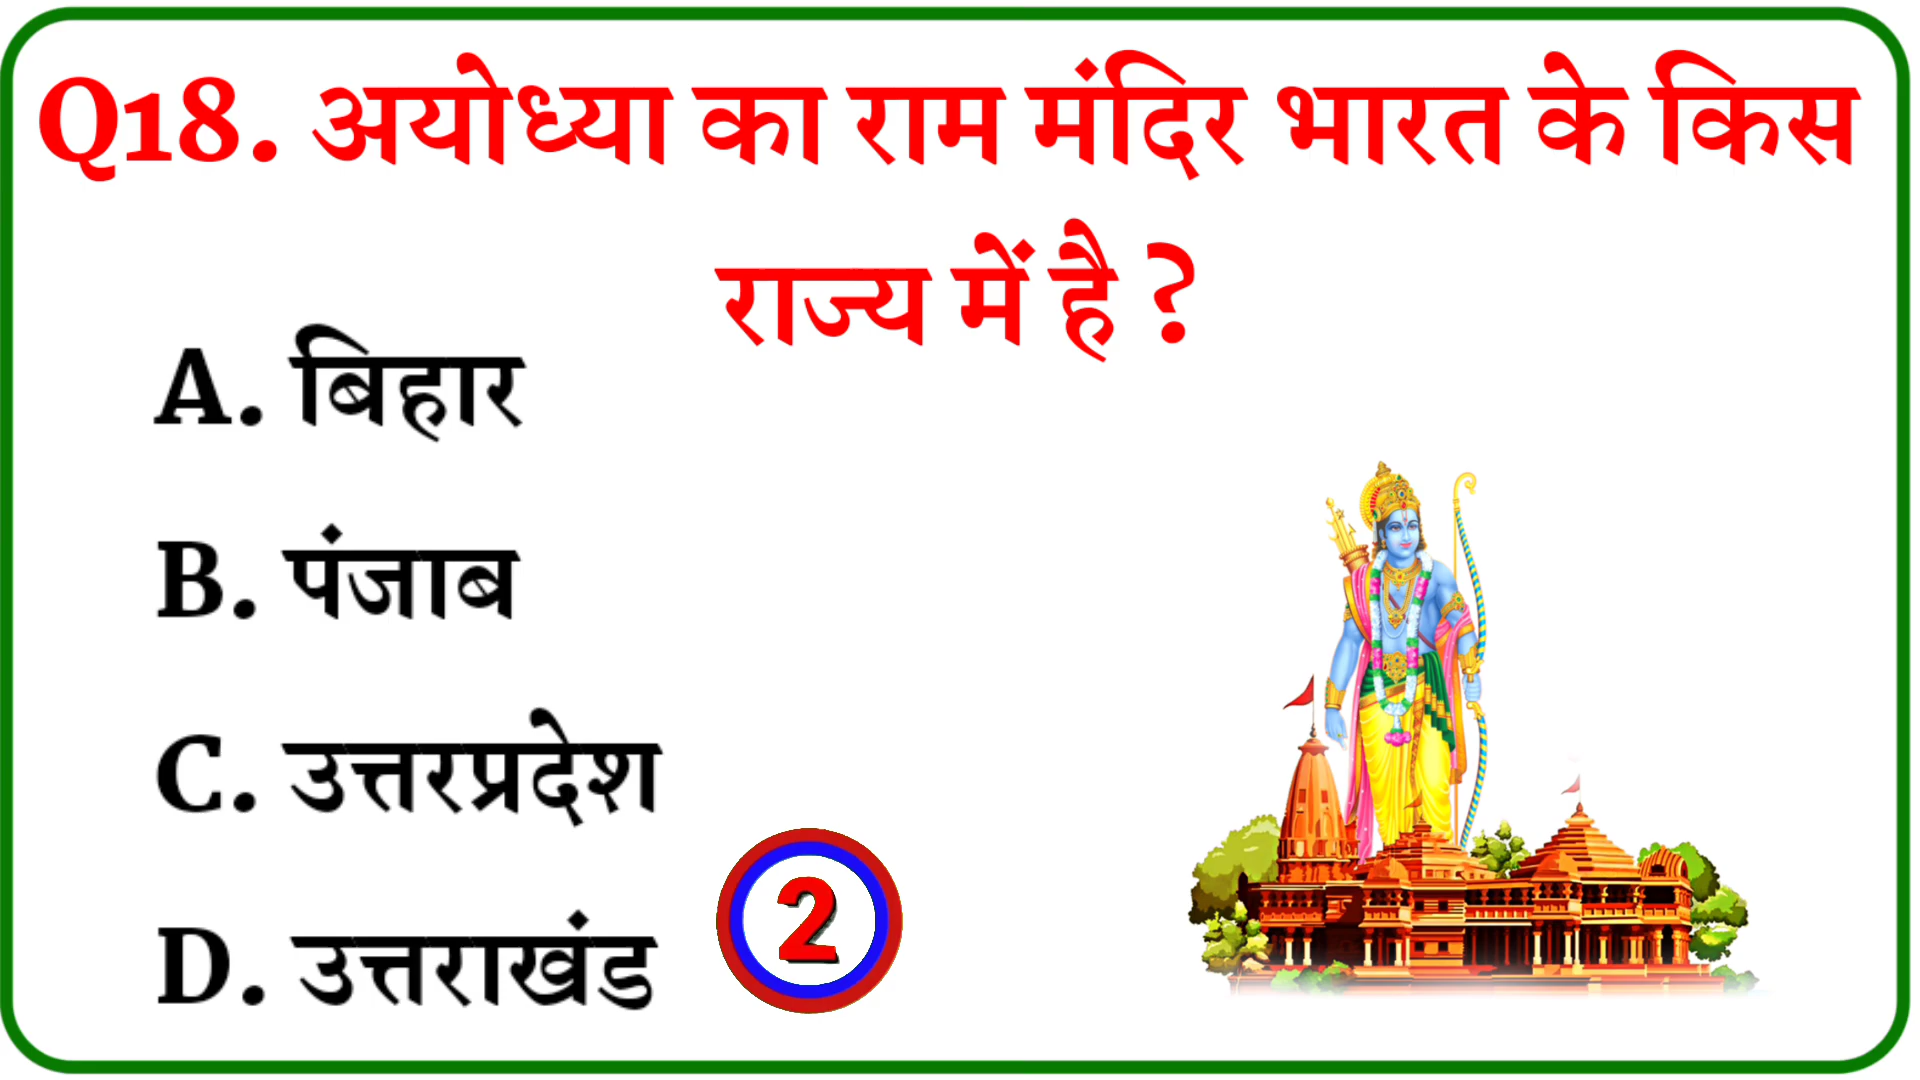 Q18. अयोध्या का राम मंदिर भारत के किस
राज्य में है ?
A. बिहार
B. पंजाब
C. उत्तरप्रदेश
D. उत्तराखंड
2